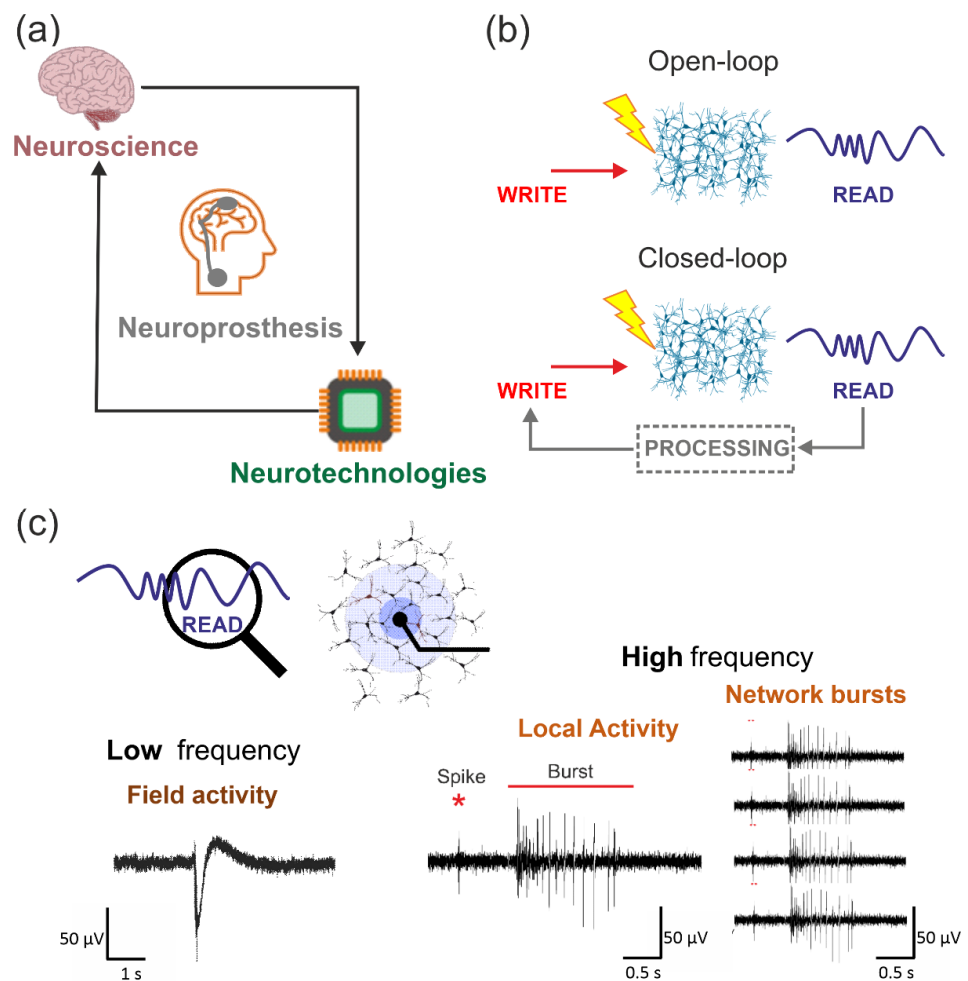 (a)
Neuroscience
Neuroprosthesis
Neurotechnologies
(b)
Open-loop
WRITE
READ
Closed-loop
WRITE
READ
PROCESSING
(c)
READ
Low frequency
Field activity
50 µV
1 s
High frequency
Local Activity
Spike
*
Burst
50 µV
0.5 s
Network bursts
50 µV
0.5 s